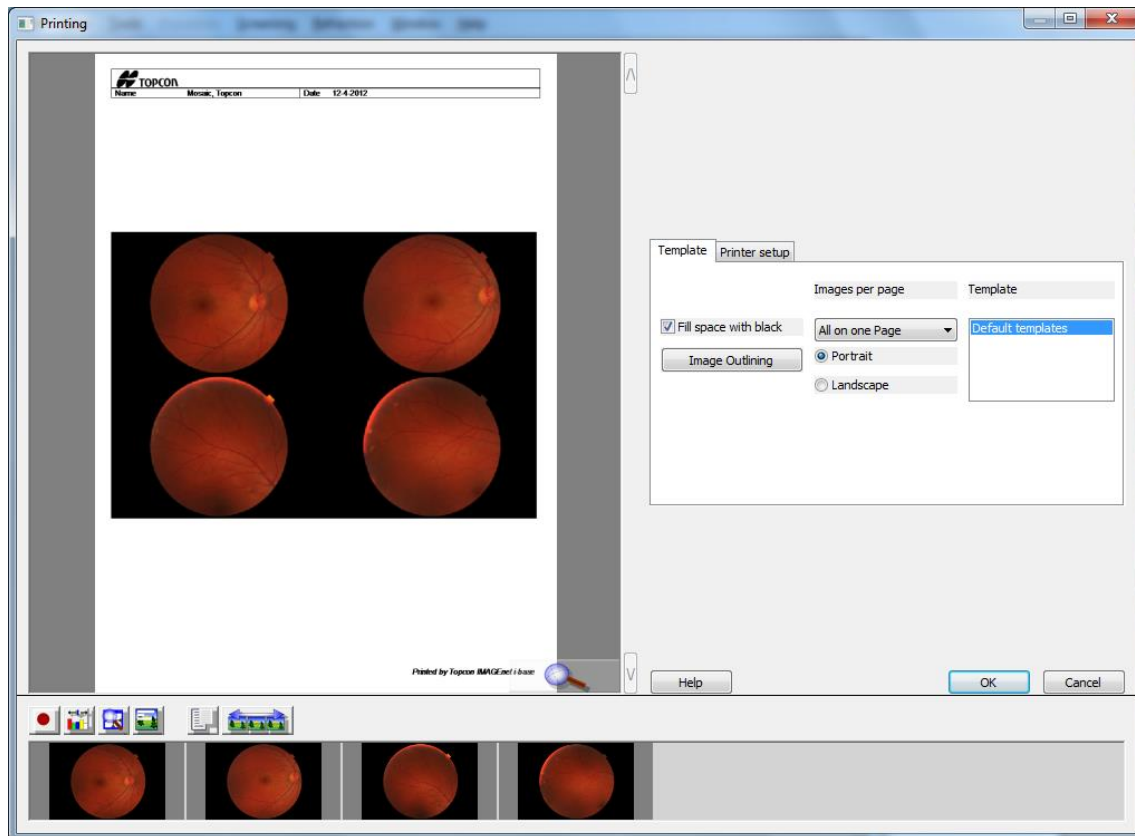 Printing
TOPCON
Name Mosaic, Topcon Date 12-4-2012
Template Printer setup
Images per page Template
Fill space with black All on one Page Default templates
Image Outlining Portrait
Landscape
Printed by Topcon IMAGEnet i-base
Help OK Cancel